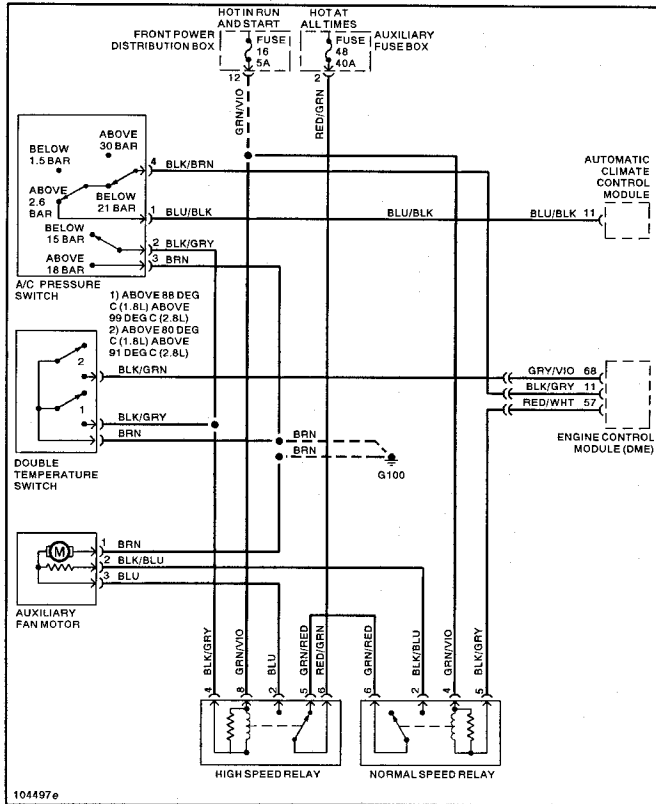 HOT IN RUN
AND START
HOT AT
ALL TIMES
FRONT POWER
DISTRIBUTION BOX
FUSE
16
5A
FUSE
48
40A
AUXILIARY
FUSE BOX
12
2
GRN/VIO
RED/GRN
BELOW
1.5 BAR
ABOVE
30 BAR
ABOVE
2.6
BAR
BELOW
21 BAR
BELOW
15 BAR
ABOVE
18 BAR
A/C PRESSURE
SWITCH
4 BLK/BRN
1 BLU/BLK
BLU/BLK
BLU/BLK 11
2 BLK/GRY
3 BRN
AUTOMATIC
CLIMATE
CONTROL
MODULE
1) ABOVE 88 DEG
C (1.8L) ABOVE
99 DEG C (2.8L)
2) ABOVE 80 DEG
C (1.8L) ABOVE
91 DEG C (2.8L)
2
1
BLK/GRN
BLK/GRY
BRN
DOUBLE
TEMPERATURE
SWITCH
GRY/VIO 68
BLK/GRY 11
RED/WHT 57
ENGINE CONTROL
MODULE (DME)
BRN
BRN
G100
M
1 BRN
2 BLK/BLU
3 BLU
AUXILIARY
FAN MOTOR
BLK/GRY
GRN/VIO
BLU
GRN/RED
RED/GRN
GRN/RED
BLK/BLU
GRN/VIO
BLK/GRY
4
8
2
5
6
6
2
4
5
HIGH SPEED RELAY
NORMAL SPEED RELAY
104497e